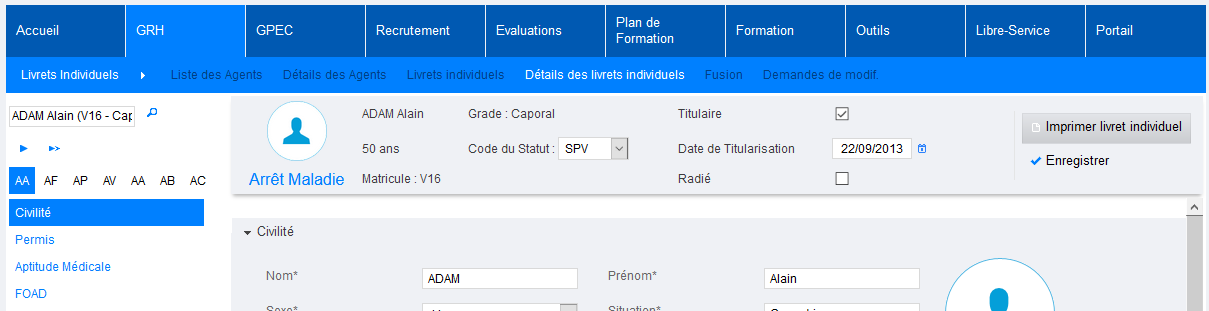 Accueil GRH GPEC Recrutement Evaluations Plan de Formation Formation Outils Libre-Service Portail
Livrets Individuels Liste des Agents Détails des Agents Livrets individuels Détails des livrets individuels Fusion Demandes de modif.
ADAM Alain (V16 - Cap
AA AF AP AV AA AB AC
Civilité
Permis
Aptitude Médicale
FOAD
ADAM Alain Grade : Caporal Titulaire
50 ans Code du Statut : SPV Date de Titularisation 22/09/2013
Arrêt Maladie Matricule : V16 Radié
Imprimer livret individuel
Enregistrer
Civilité
Nom* ADAM Prénom* Alain
Sexe* Situation*